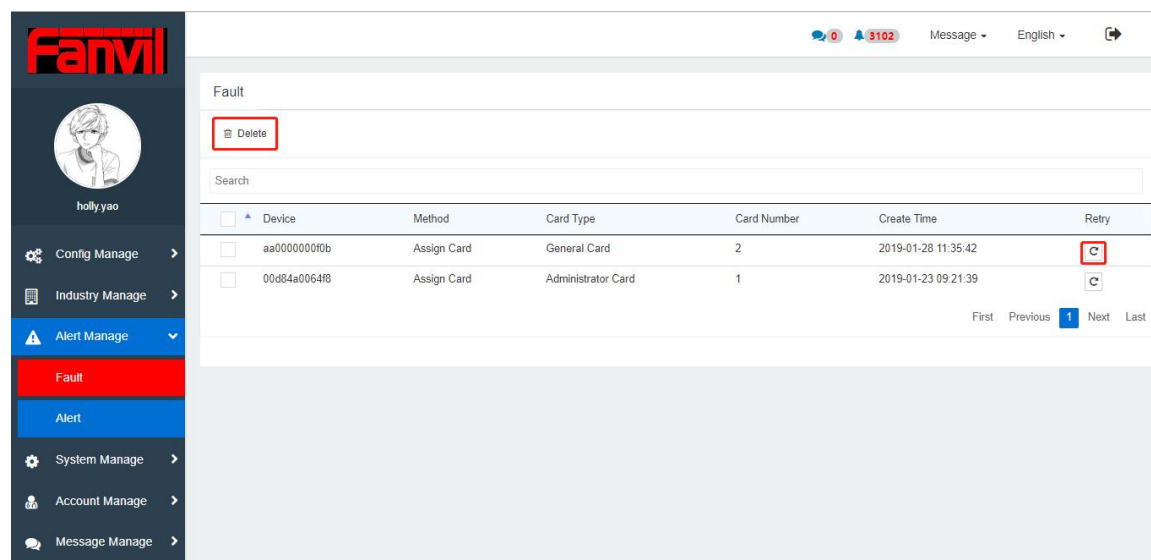 Fanvil
0 3102 Message English
holly.yao
Config Manage
Industry Manage
Alert Manage
Fault
Alert
System Manage
Account Manage
Message Manage
Fault
Delete
Search
Device Method Card Type Card Number Create Time Retry
aa0000000f0b Assign Card General Card 2 2019-01-28 11:35:42
00d84a0064f8 Assign Card Administrator Card 1 2019-01-23 09:21:39
First Previous 1 Next Last